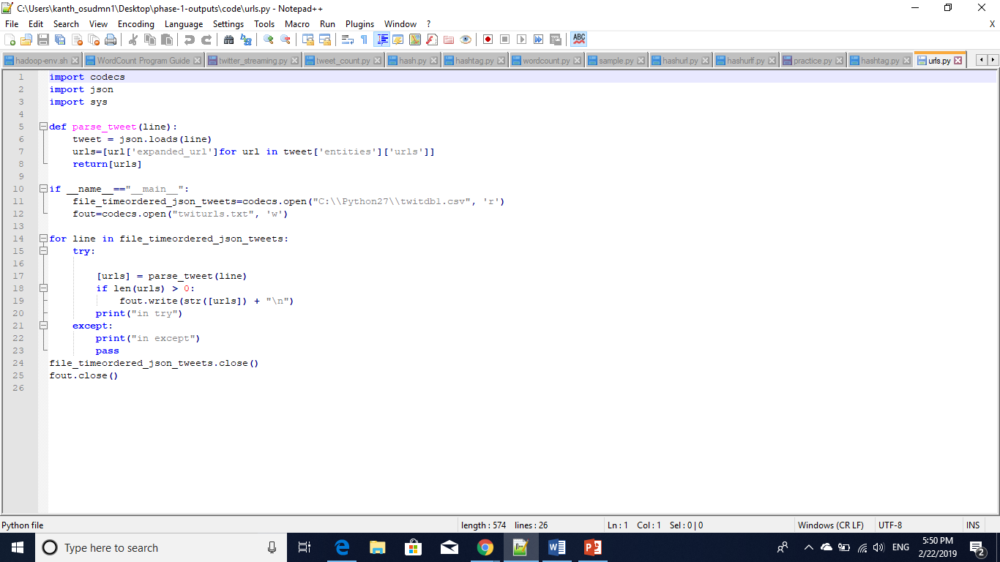 C:\Users\kanth_osudmn1\Desktop\phase-1-outputs\code\urls.py - Notepad++
File Edit Search View Encoding Language Settings Tools Macro Run Plugins Window ? X
ABC
hadoop-env.sh WordCount Program Guide twitter_streaming.py tweet_count.py hash.py hashtag.py wordcount.py sample.py hashurl.py hashurlf.py practice.py hashtag.py urls.py
1 import codecs
2 import json
3 import sys
4
5 def parse_tweet(line):
6     tweet = json.loads(line)
7     urls=[url['expanded_url']for url in tweet['entities']['urls']]
8     return[urls]
9
10 if __name__=="__main__":
11     file_timeordered_json_tweets=codecs.open("C:\\Python27\\twitdb1.csv", 'r')
12     fout=codecs.open("twiturls.txt", 'w')
13
14 for line in file_timeordered_json_tweets:
15     try:
16
17         [urls] = parse_tweet(line)
18         if len(urls) > 0:
19             fout.write(str([urls]) + "\n")
20         print("in try")
21     except:
22         print("in except")
23         pass
24 file_timeordered_json_tweets.close()
25 fout.close()
26
Python file length : 574 lines : 26 Ln : 1 Col : 1 Sel : 0 | 0 Windows (CR LF) UTF-8 INS
Type here to search ENG 5:50 PM
2/22/2019 2